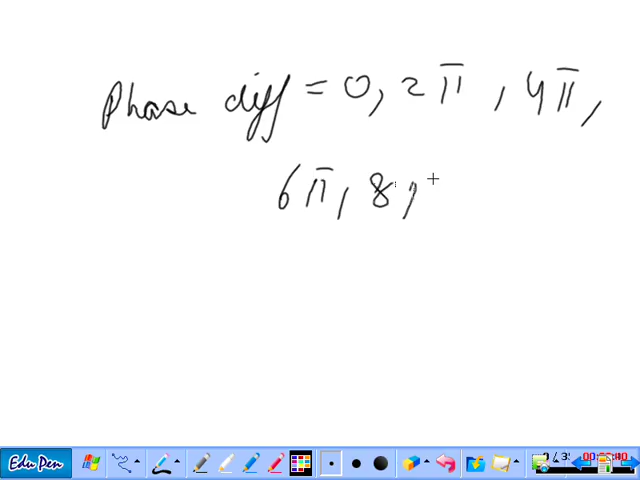 Phase diff = 0, 2π, 4π,
6π, 8
Edu Pen